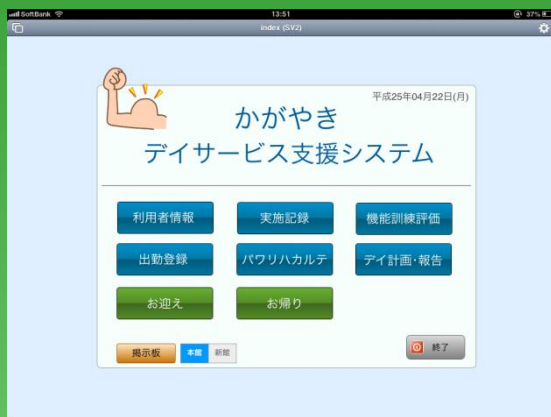 SoftBank 13:51 37%
index (SV2)
平成25年04月22日(月)
かがやき
デイサービス支援システム
利用者情報 実施記録 機能訓練評価
出勤登録 パワリハカルテ デイ計画・報告
お迎え お帰り
掲示板 本館 新館 終了